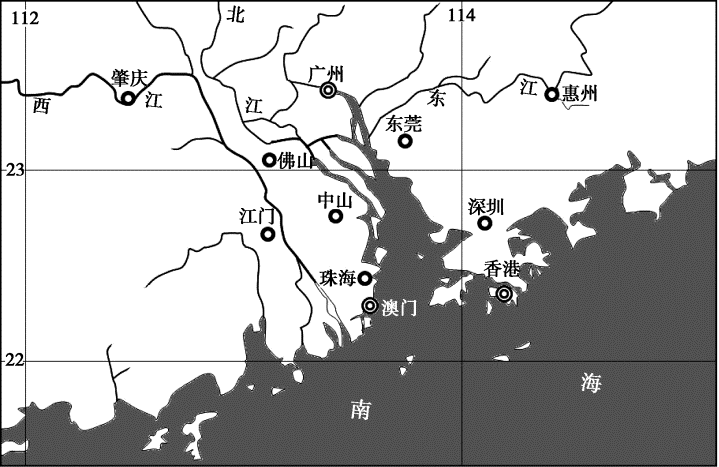 112
北
114
肇庆
广州
西
江
江
东
江
惠州
东莞
23
佛山
中山
深圳
江门
珠海
香港
澳门
22
南
海